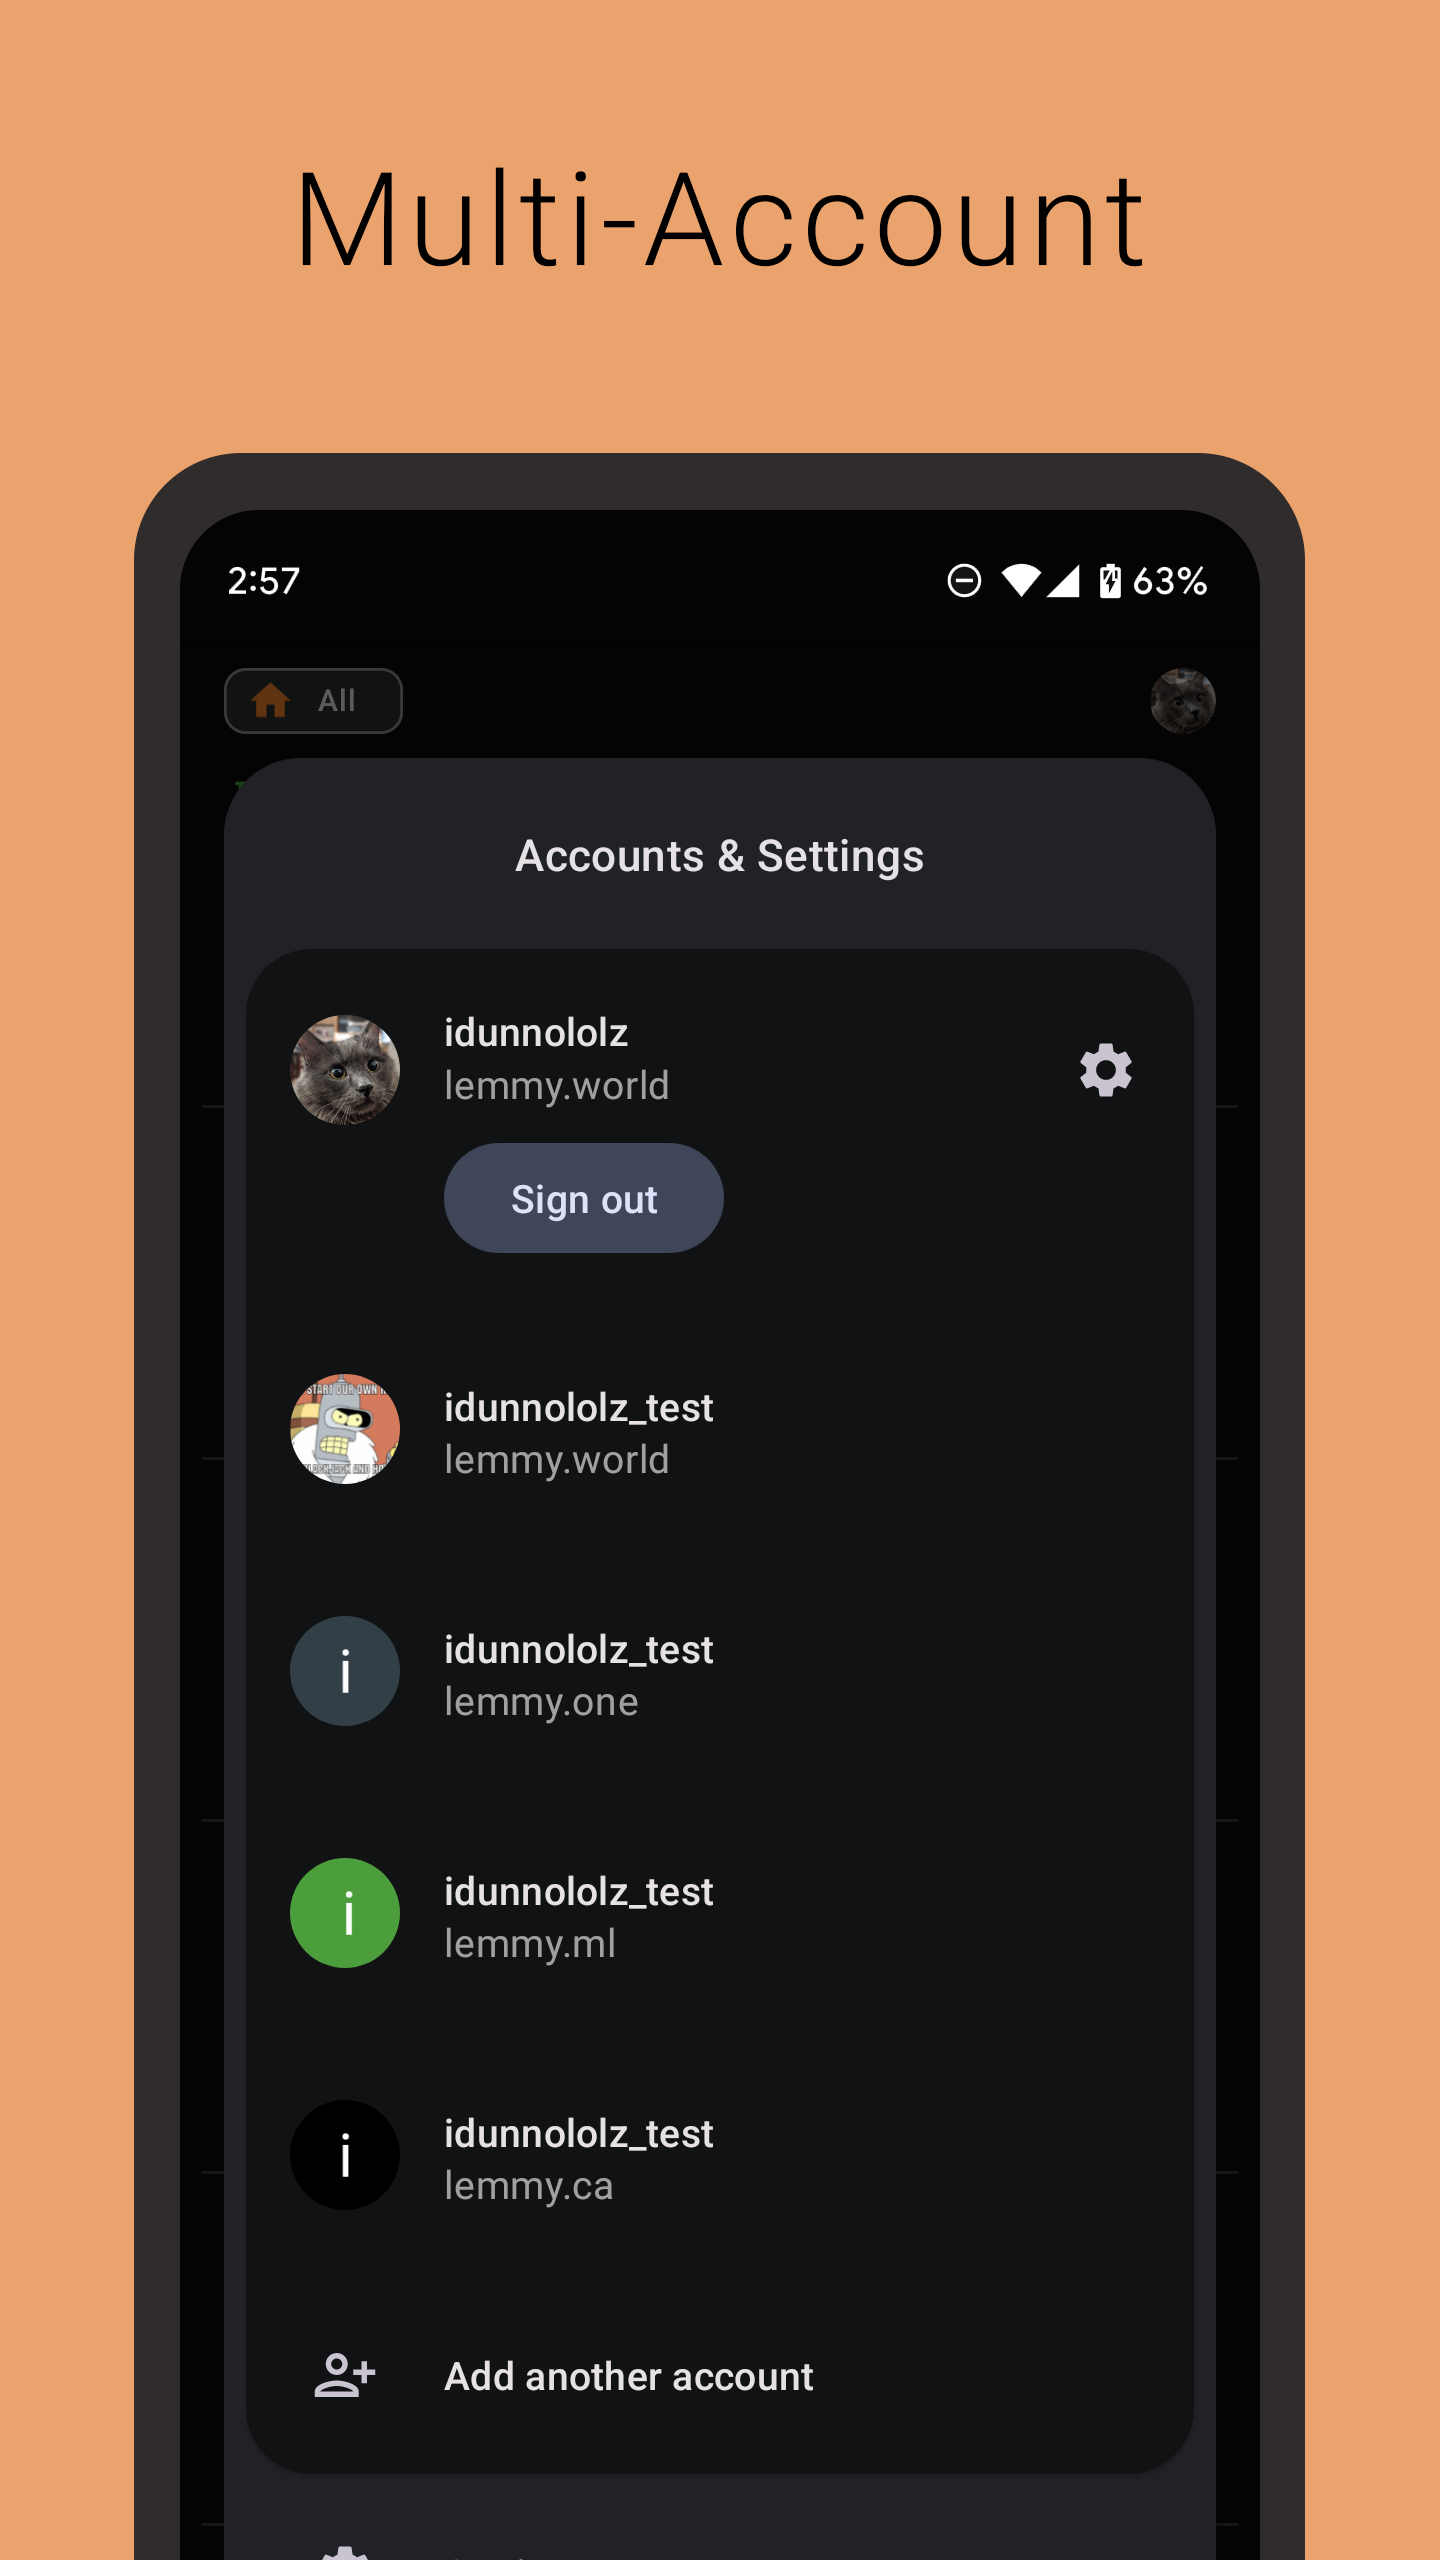 Multi-Account
2:57
63%
All
Accounts & Settings
idunnololz
lemmy.world
Sign out
START OUR OWN
idunnololz_test
lemmy.world
BLACKJACK AND
i
idunnololz_test
lemmy.one
i
idunnololz_test
lemmy.ml
i
idunnololz_test
lemmy.ca
Add another account